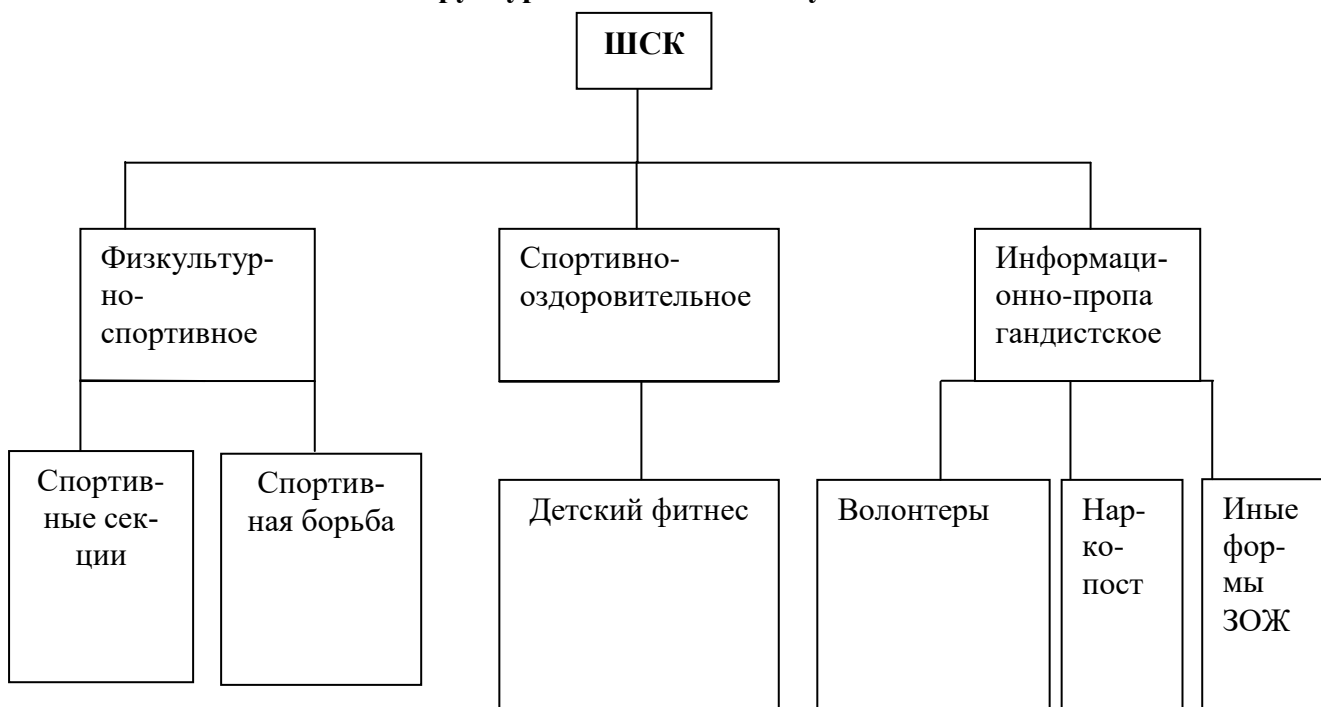 ШСК
Физкультур-
но-
спортивное
Спортивно-
оздоровительное
Информаци-
онно-пропа
гандистское
Спортив-
ные сек-
ции
Спортив-
ная борьба
Детский фитнес
Волонтеры
Нар-
ко-
пост
Иные
фор-
мы
ЗОЖ